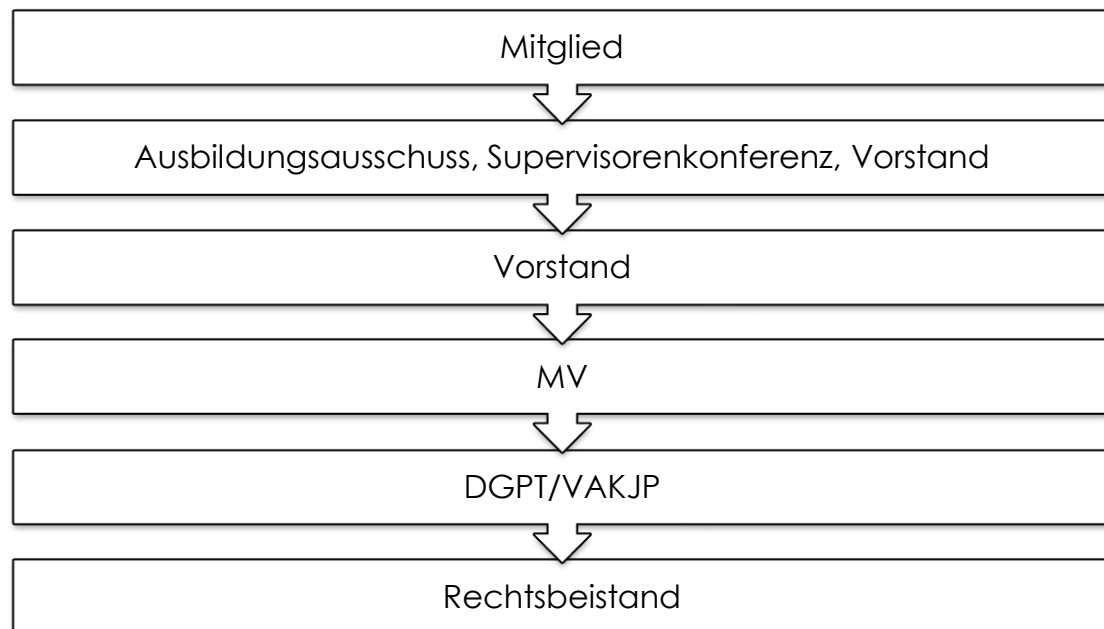 Mitglied
Ausbildungsausschuss, Supervisorenkonferenz, Vorstand
Vorstand
MV
DGPT/VAKJP
Rechtsbeistand